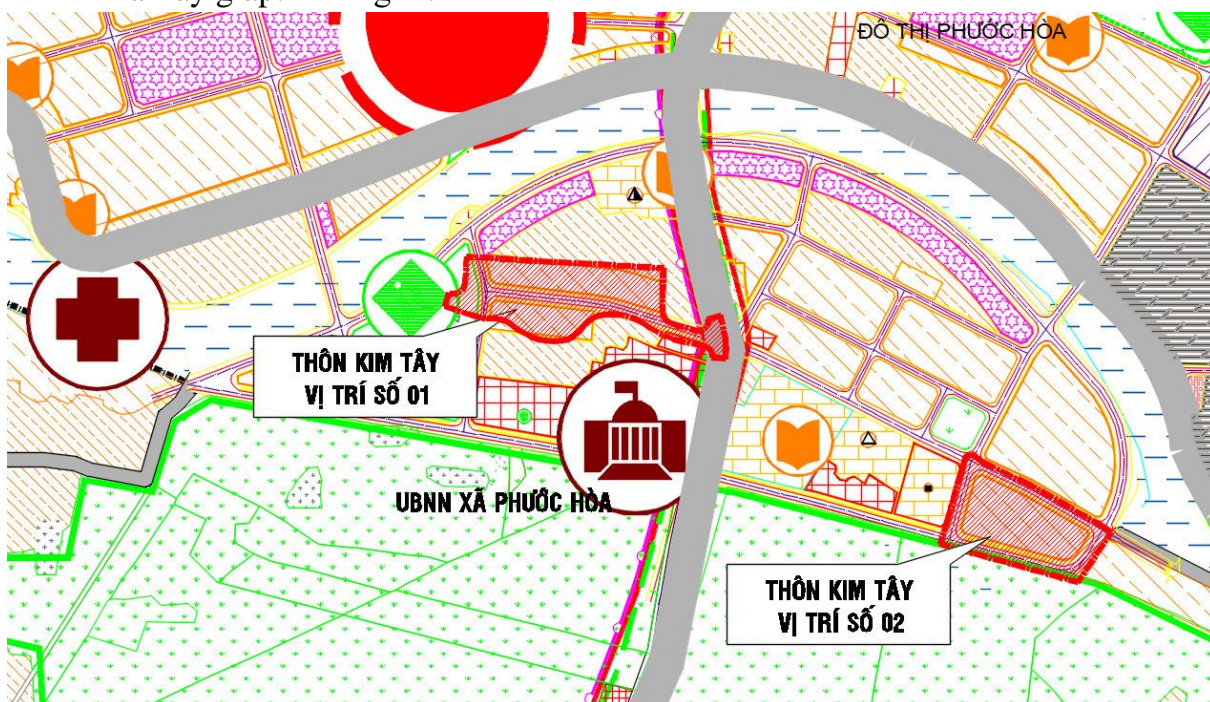 ĐÔ THỊ PHƯỚC HÒA
THÔN KIM TÂY
VỊ TRÍ SỐ 01
UBNN XÃ PHƯỚC HÒA
THÔN KIM TÂY
VỊ TRÍ SỐ 02